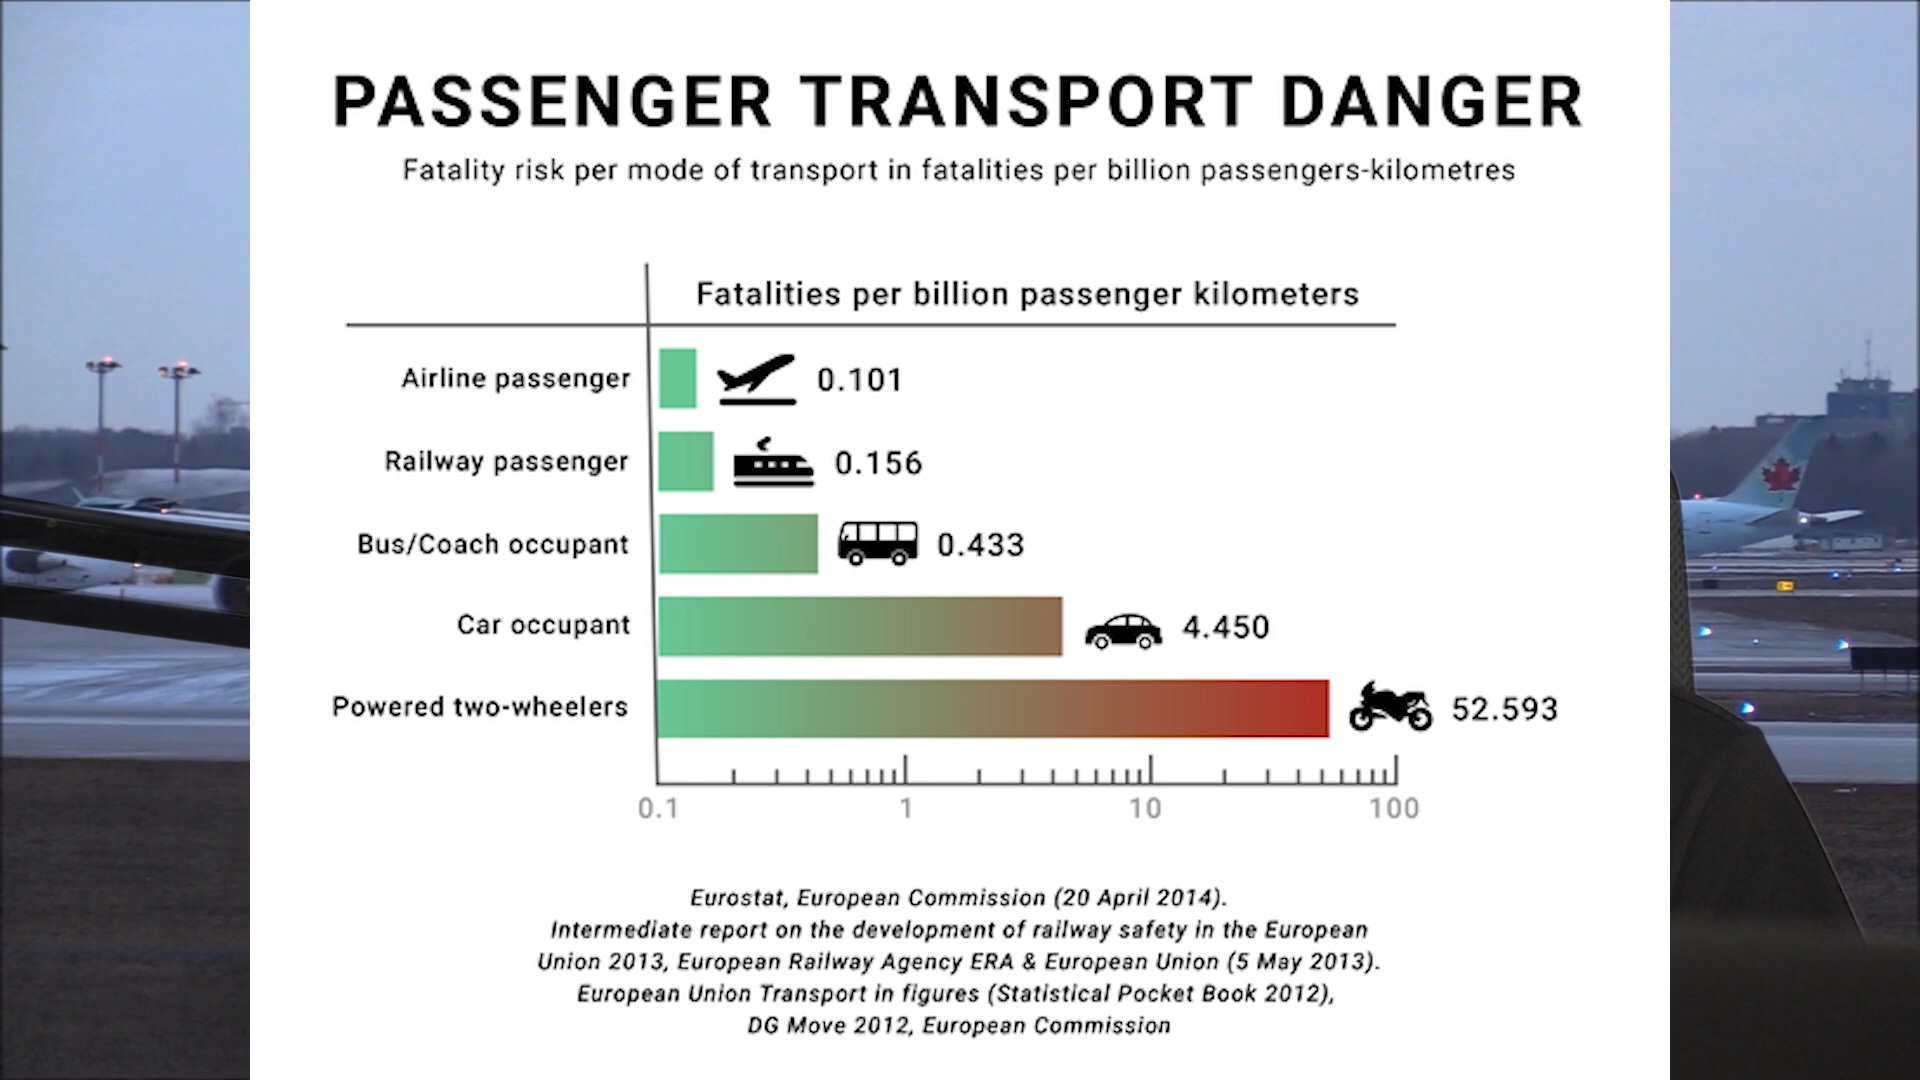 PASSENGER TRANSPORT DANGER
Fatality risk per mode of transport in fatalities per billion passengers-kilometres
Fatalities per billion passenger kilometers
Airline passenger 0.101
Railway passenger 0.156
Bus/Coach occupant 0.433
Car occupant 4.450
Powered two-wheelers 52.593
0.1 1 10 100
Eurostat, European Commission (20 April 2014).
Intermediate report on the development of railway safety in the European
Union 2013, European Railway Agency ERA & European Union (5 May 2013).
European Union Transport in figures (Statistical Pocket Book 2012),
DG Move 2012, European Commission